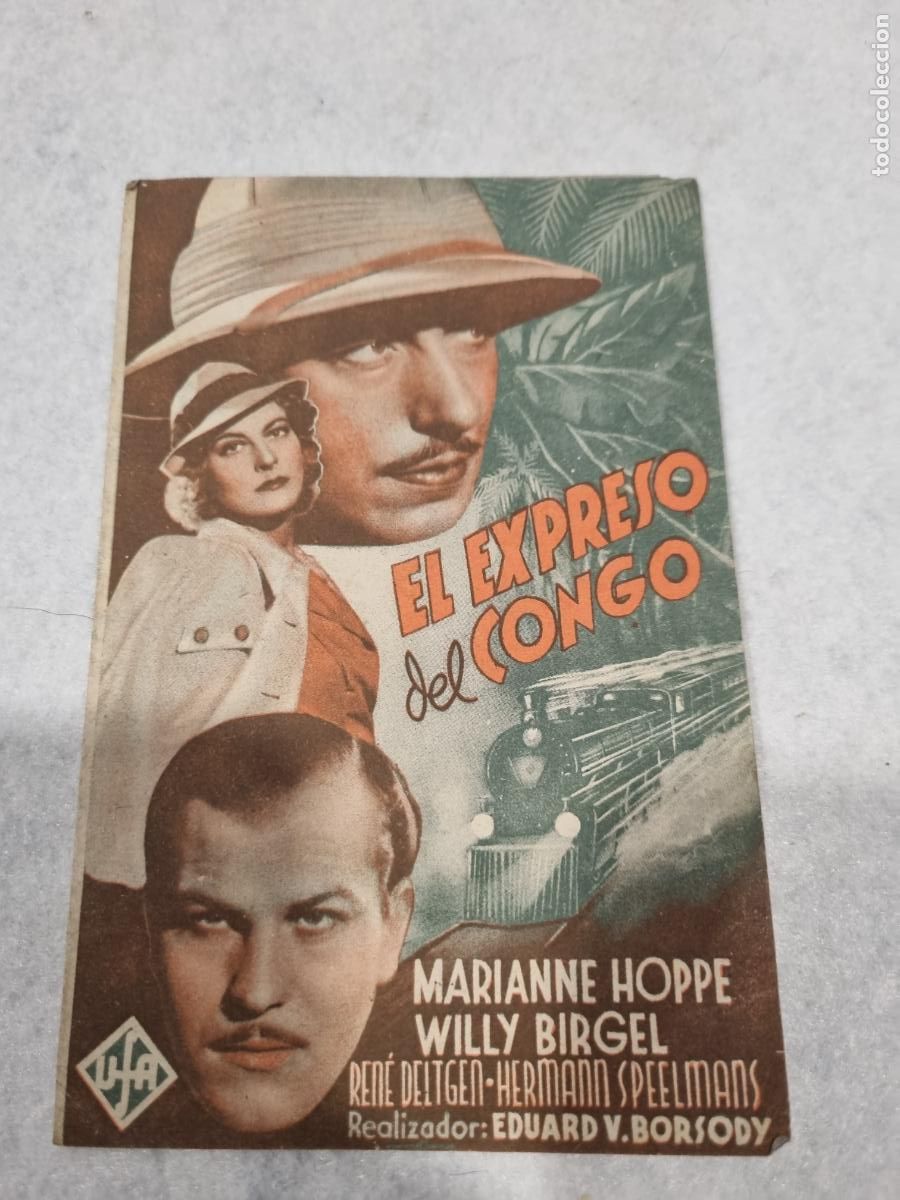 todocoleccion
EL EXPRESO
del CONGO
MARIANNE HOPPE
WILLY BIRGEL
RENÉ DELTGEN·HERMANN SPEELMANS
Realizador: EDUARD V. BORSODY
UFA